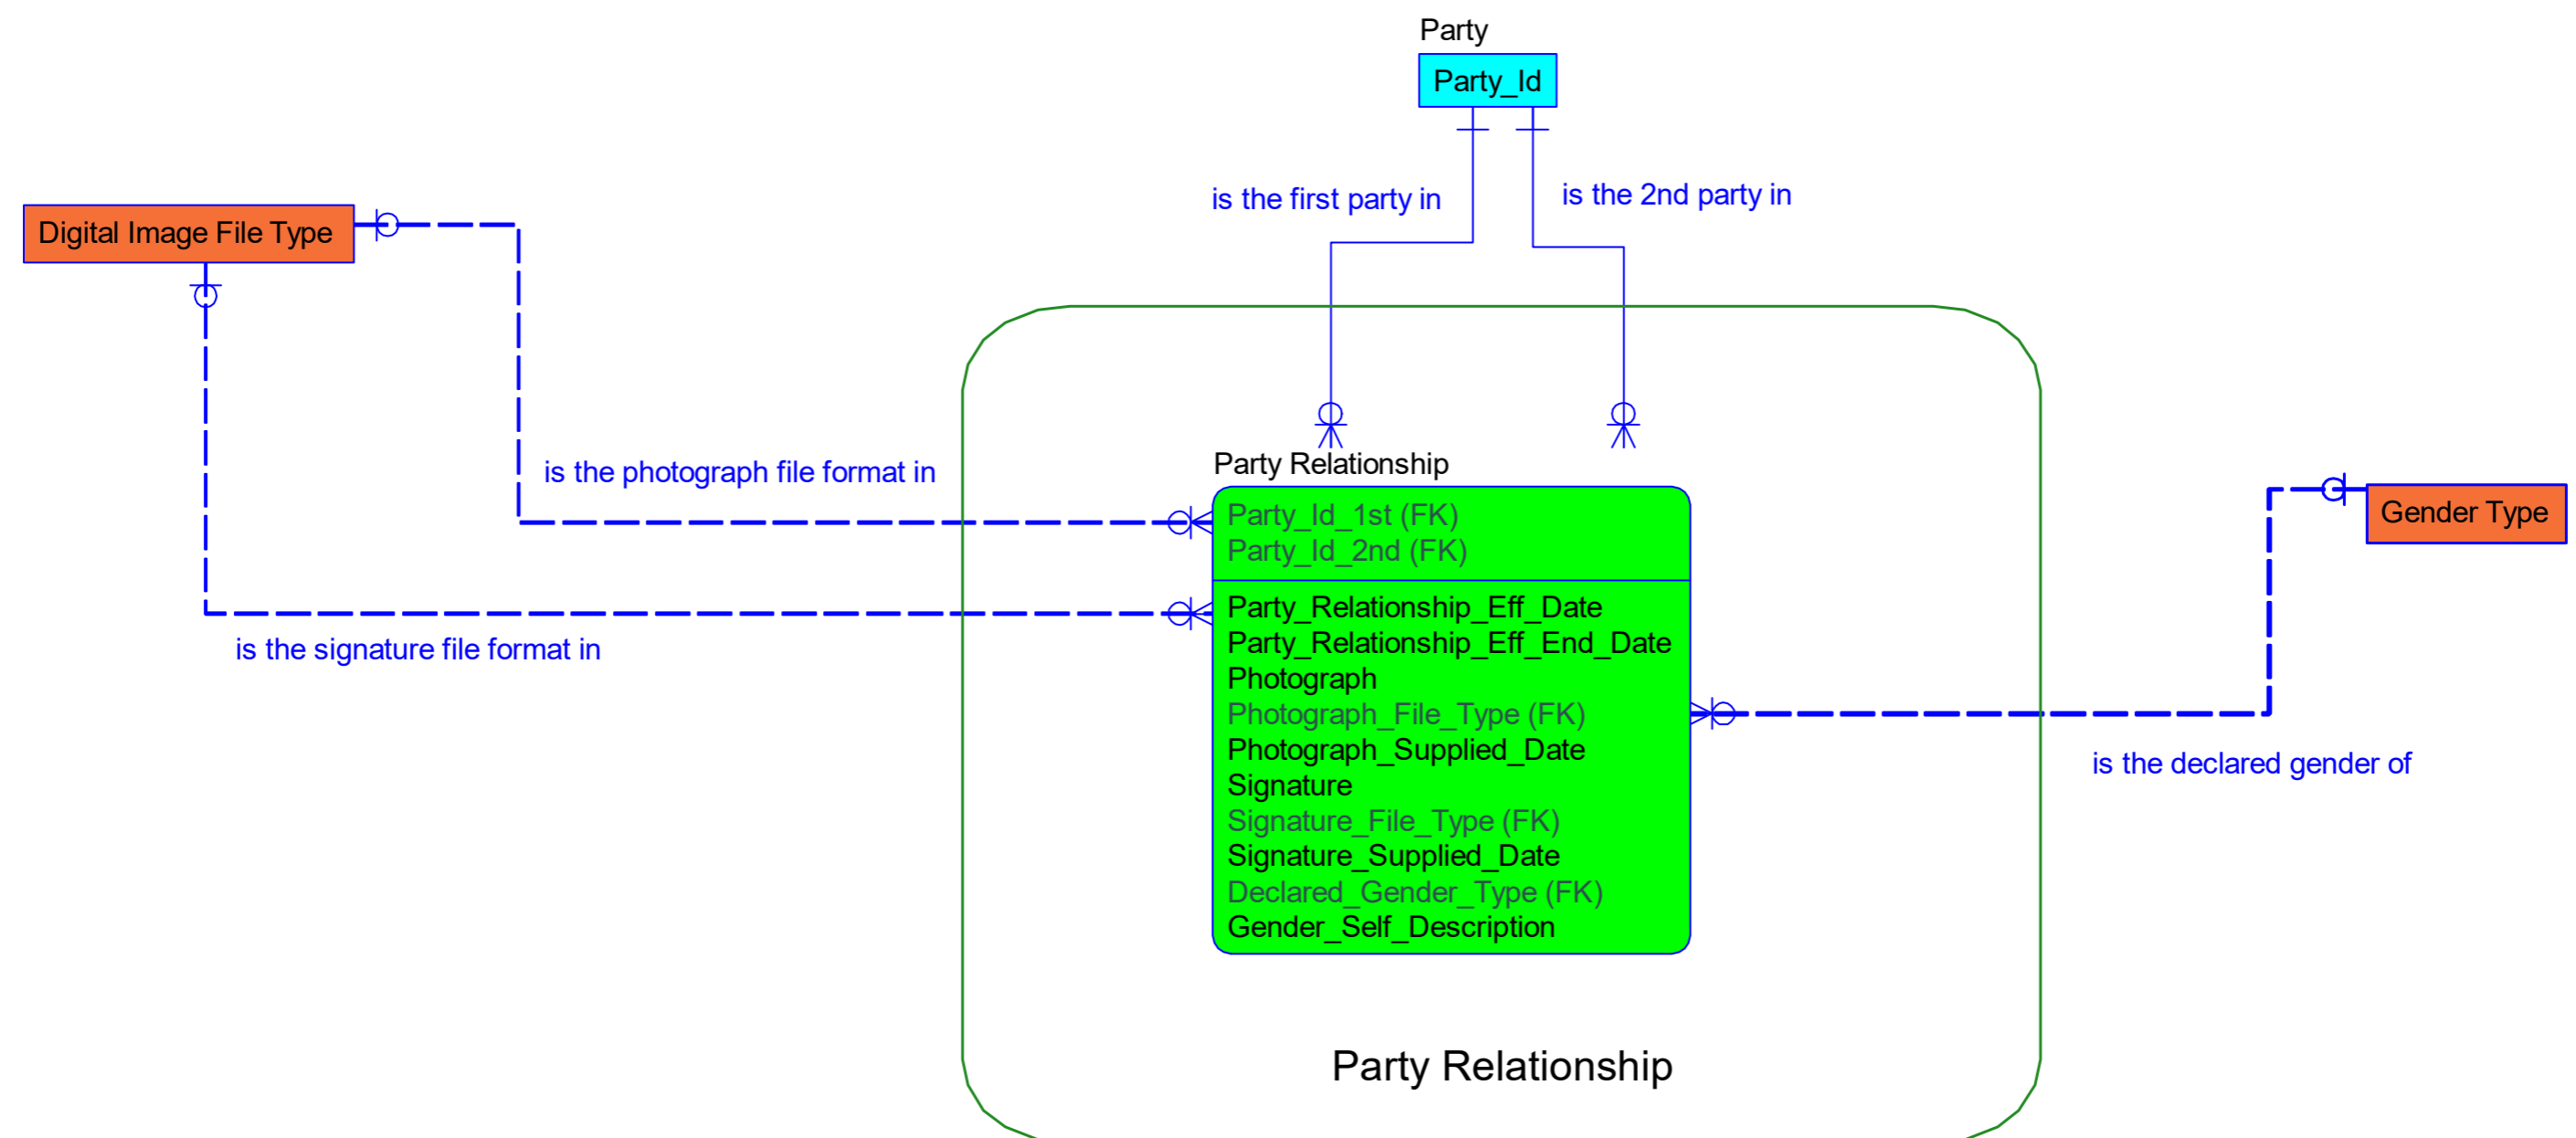 Party
Party_Id
is the first party in
is the 2nd party in
Digital Image File Type
is the photograph file format in
is the signature file format in
Party Relationship
Party_Id_1st (FK)
Party_Id_2nd (FK)
Party_Relationship_Eff_Date
Party_Relationship_Eff_End_Date
Photograph
Photograph_File_Type (FK)
Photograph_Supplied_Date
Signature
Signature_File_Type (FK)
Signature_Supplied_Date
Declared_Gender_Type (FK)
Gender_Self_Description
Gender Type
is the declared gender of
Party Relationship